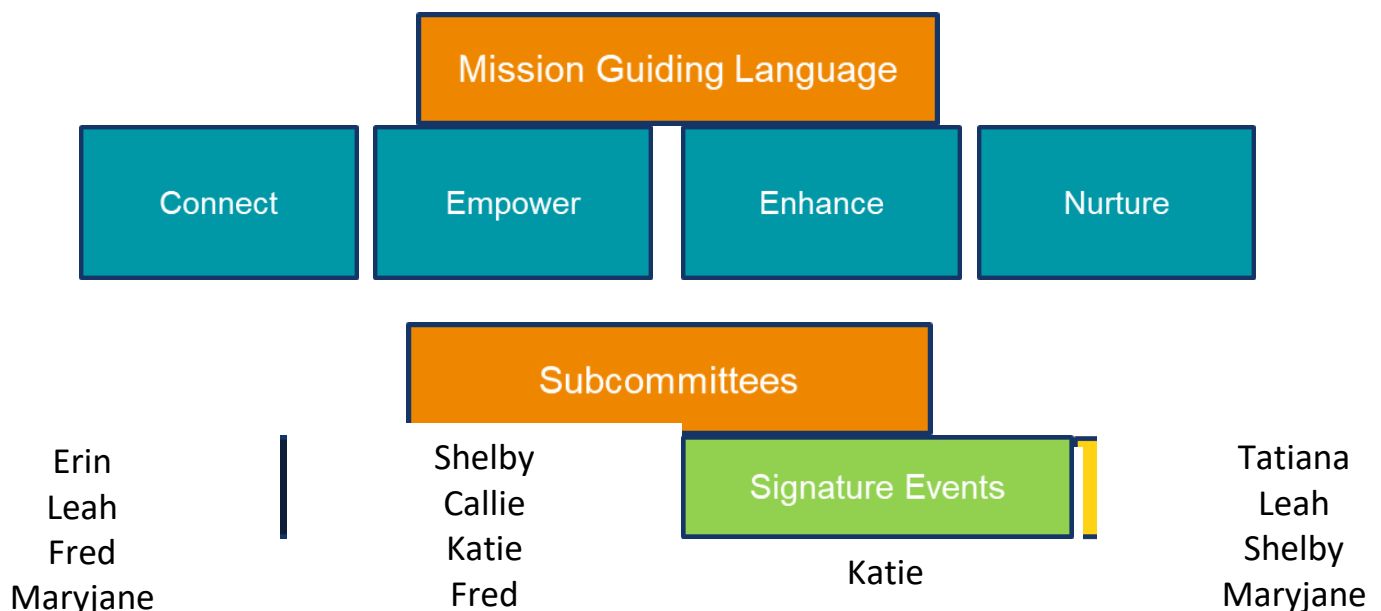 Mission Guiding Language
Connect
Empower
Enhance
Nurture
Subcommittees
Erin
Leah
Fred
Maryjane
Shelby
Callie
Katie
Fred
Signature Events
Katie
Tatiana
Leah
Shelby
Maryjane